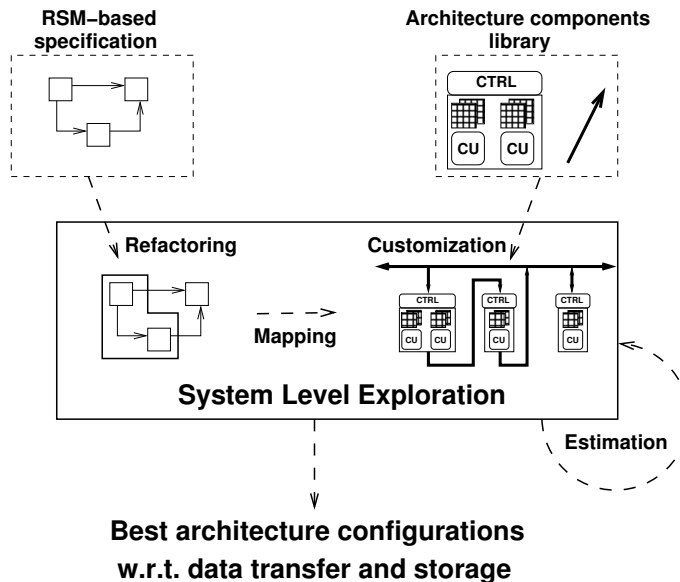 RSM−based
specification
Architecture components
library
CTRL
CU CU
Refactoring
Customization
Mapping
CTRL CTRL CTRL
CU CU CU CU
System Level Exploration
Estimation
Best architecture configurations
w.r.t. data transfer and storage